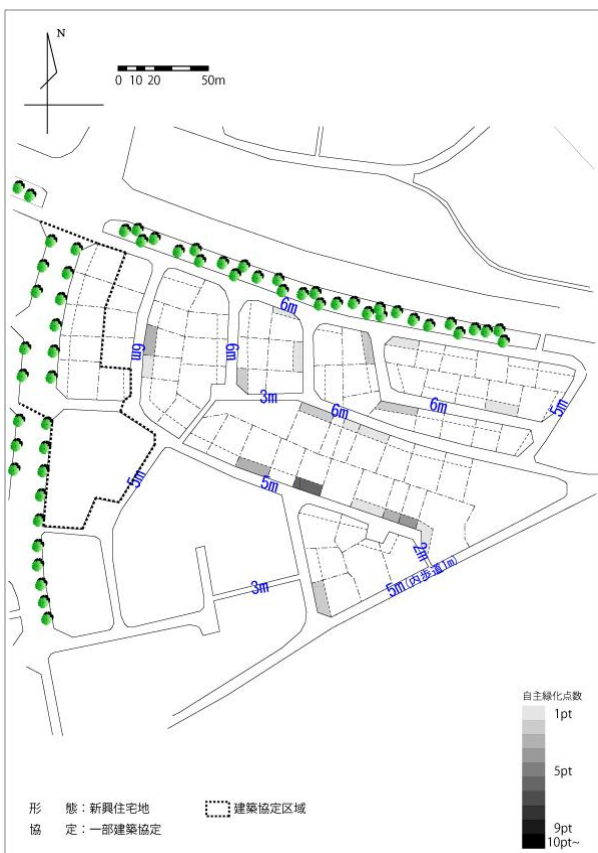 N
0 10 20 50m
6m
6m
6m
3m
6m
6m
5m
5m
5m
2m
5m(内歩道1m)
3m
自主緑化点数
1pt
5pt
9pt
10pt~
形 態：新興住宅地
建築協定区域
協 定：一部建築協定